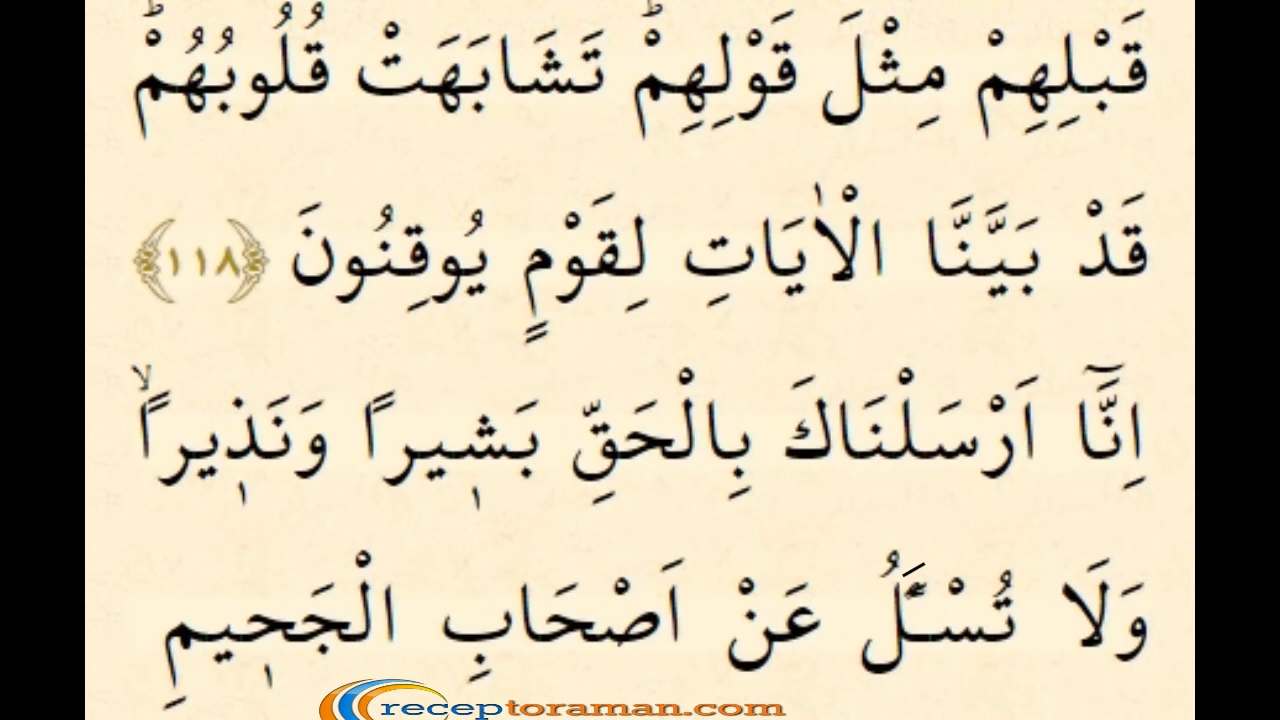 قَبْلِهِمْ مِثْلَ قَوْلِهِمْۜ تَشَابَهَتْ قُلُوبُهُمْۜ
قَدْ بَيَّنَّا الْاٰيَاتِ لِقَوْمٍ يُوقِنُونَ ﴿١١٨﴾
اِنَّٓا اَرْسَلْنَاكَ بِالْحَقِّ بَشٖيراً وَنَذٖيراًۙ
وَلَا تُسْـَٔلُ عَنْ اَصْحَابِ الْجَحٖيمِ
receptoraman.com